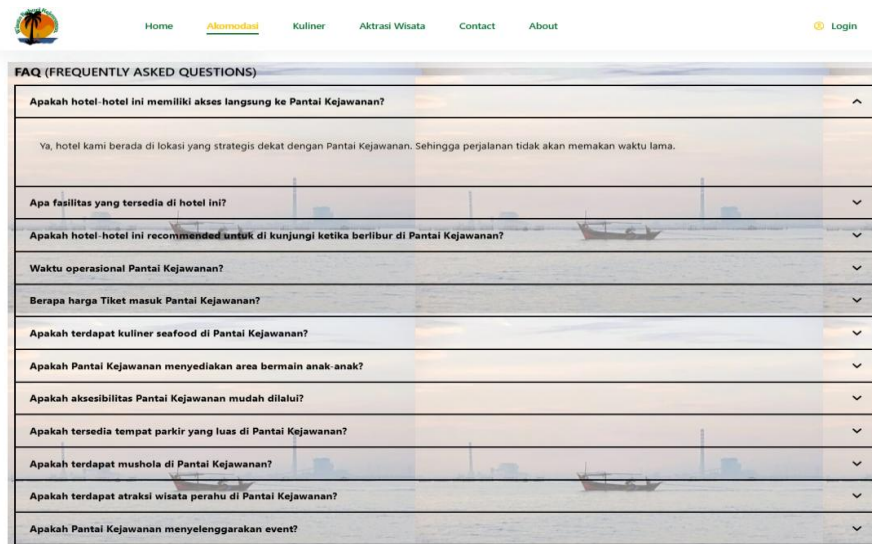 Home Akomodasi Kuliner Aktrasi Wisata Contact About Login
FAQ (FREQUENTLY ASKED QUESTIONS)
Apakah hotel-hotel ini memiliki akses langsung ke Pantai Kejawanan?
Ya, hotel kami berada di lokasi yang strategis dekat dengan Pantai Kejawanan. Sehingga perjalanan tidak akan memakan waktu lama.
Apa fasilitas yang tersedia di hotel ini?
Apakah hotel-hotel ini recommended untuk di kunjungi ketika berlibur di Pantai Kejawanan?
Waktu operasional Pantai Kejawanan?
Berapa harga Tiket masuk Pantai Kejawanan?
Apakah terdapat kuliner seafood di Pantai Kejawanan?
Apakah Pantai Kejawanan menyediakan area bermain anak-anak?
Apakah aksesibilitas Pantai Kejawanan mudah dilalui?
Apakah tersedia tempat parkir yang luas di Pantai Kejawanan?
Apakah terdapat mushola di Pantai Kejawanan?
Apakah terdapat atraksi wisata perahu di Pantai Kejawanan?
Apakah Pantai Kejawanan menyelenggarakan event?